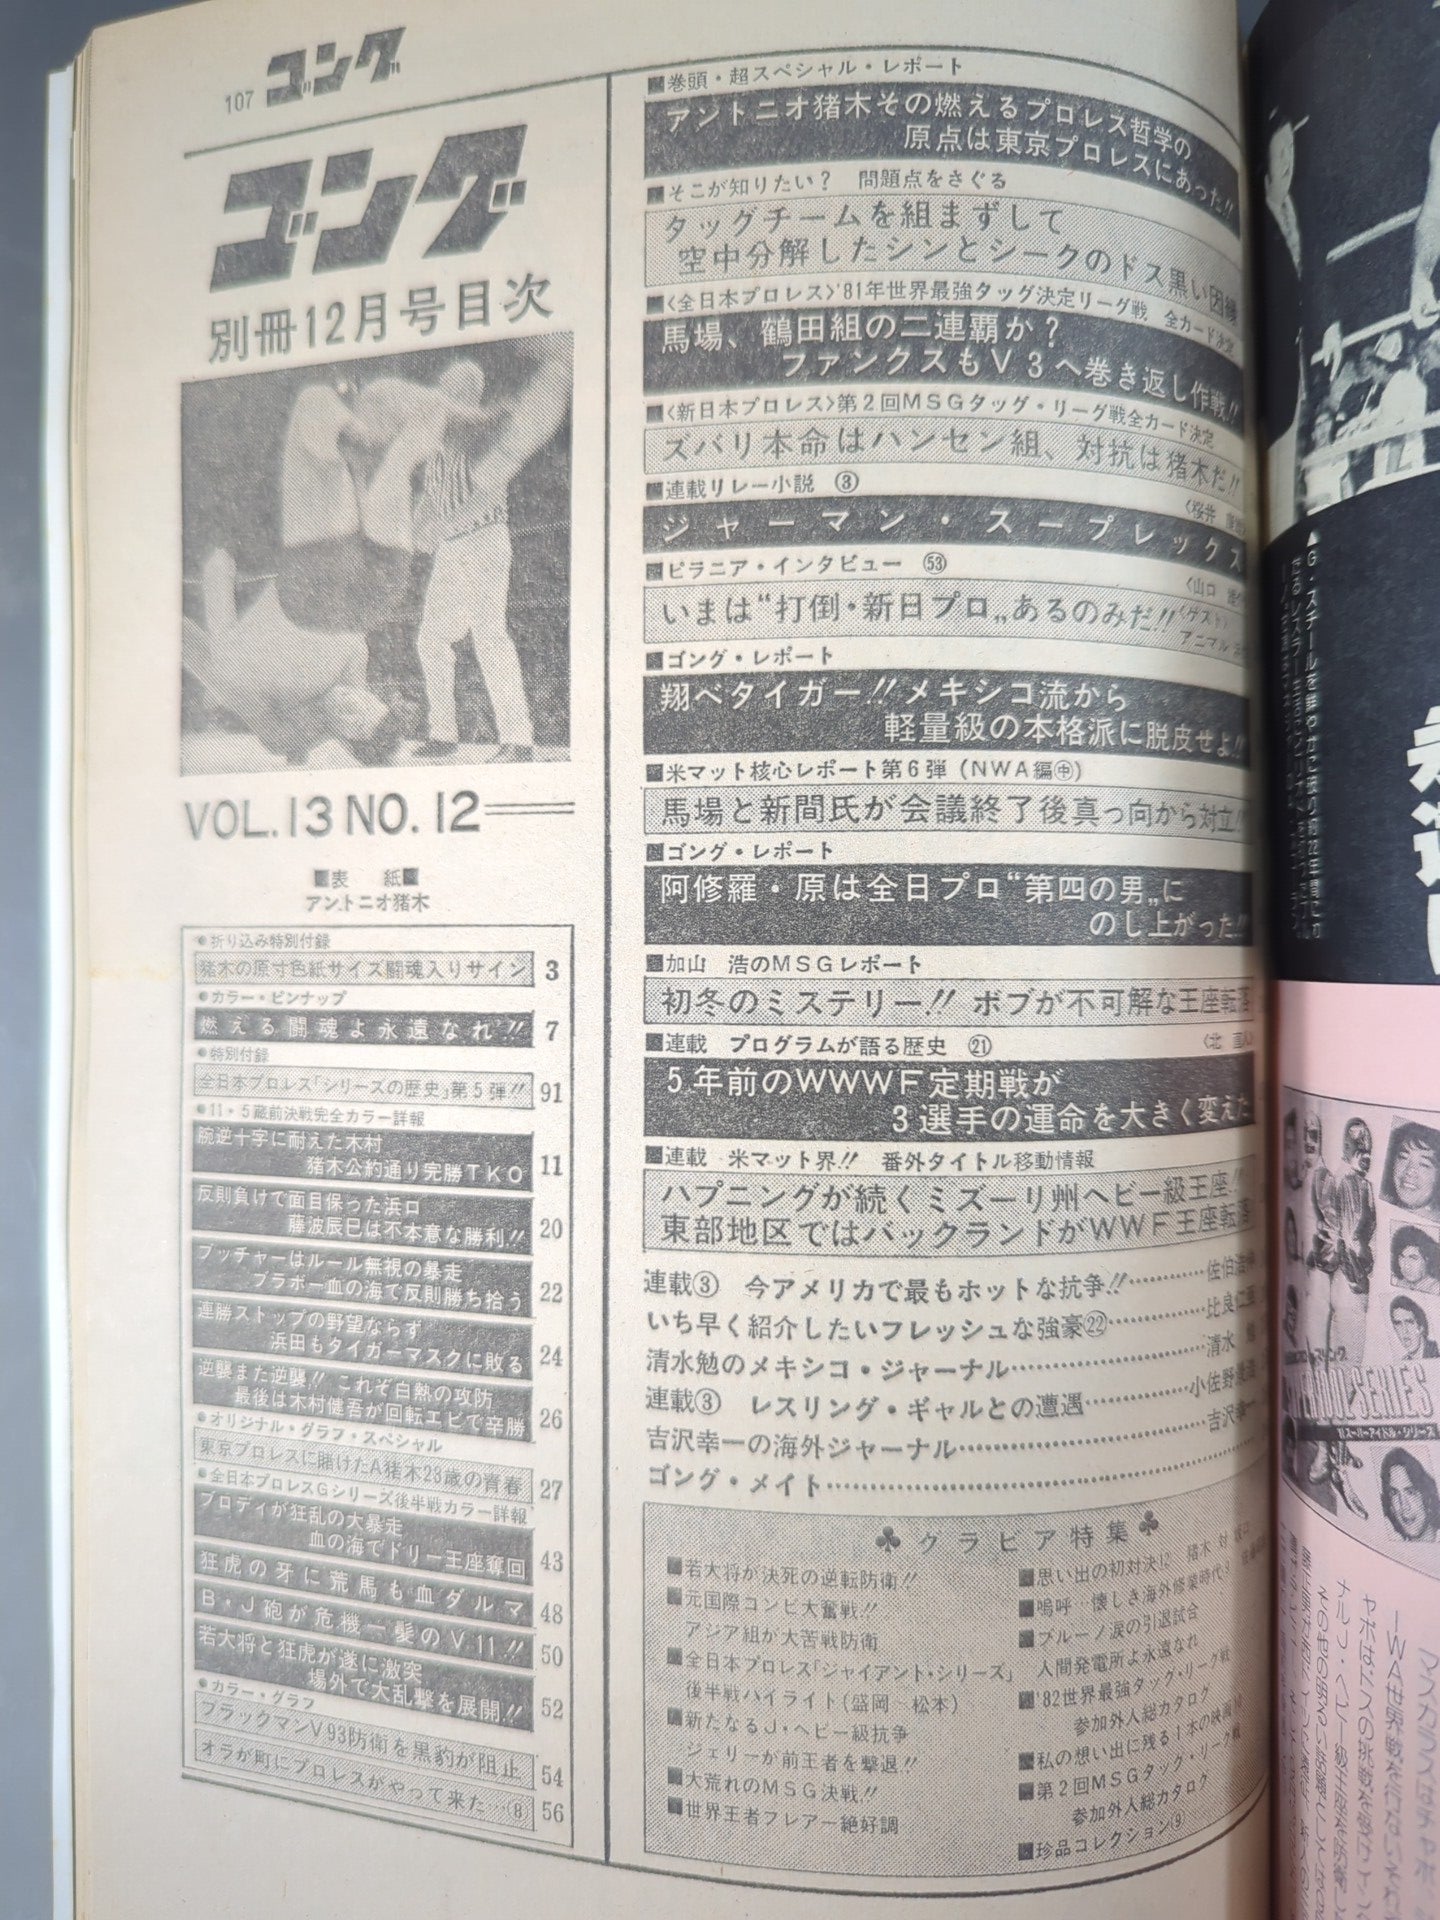 107 ゴング
ゴング
別冊12月号目次
VOL.13 NO.12
■表 紙■
アントニオ猪木
●折り込み特別付録
猪木の原寸色紙サイズ闘魂入りサイン 3
●カラー・ピンナップ
燃える闘魂よ永遠なれ!! 7
●特別付録
全日本プロレス「シリーズの歴史」第5弾!! 91
●11・5蔵前決戦完全カラー詳報
腕逆十字に耐えた木村
猪木公約通り完勝TKO 11
反則負けで面目保った浜口
藤波辰巳は不本意な勝利!! 20
ブッチャーはルール無視の暴走
ブラボー血の海で反則勝ち拾う 22
連勝ストップの野望ならず
浜田もタイガーマスクに敗る 24
逆襲また逆襲!! これぞ白熱の攻防
最後は木村健吾が回転エビで辛勝 26
●オリジナル・グラフ・スペシャル
東京プロレスに賭けたA猪木23歳の青春 27
●全日本プロレスGシリーズ後半戦カラー詳報
ブロディが狂乱の大暴走
血の海でドリー王座奪回 43
狂虎の牙に荒馬も血ダルマ 48
B・J砲が危機一髪のV11!! 50
若大将と狂虎が遂に激突
場外で大乱撃を展開!! 52
●カラー・グラフ
ブラックマンV93防衛を黒豹が阻止 54
オラが町にプロレスがやって来た…(8) 56
■巻頭・超スペシャル・レポート
アントニオ猪木その燃えるプロレス哲学の
原点は東京プロレスにあった!!
■そこが知りたい? 問題点をさぐる
タッグチームを組まずして
空中分解したシンとシークのドス黒い因縁
■〈全日本プロレス〉'81年世界最強タッグ決定リーグ戦 全カード決定
馬場、鶴田組の二連覇か?
ファンクスもV3へ巻き返し作戦!!
■〈新日本プロレス〉第2回MSGタッグ・リーグ戦全カード決定
ズバリ本命はハンセン組、対抗は猪木だ!!
■連載リレー小説 ③ 〈桜井
ジャーマン・スープレックス
■ピラニア・インタビュー 53 〈山口
いまは“打倒・新日プロ„あるのみだ!! 〈ゲスト〉
アニマル
■ゴング・レポート
翔べタイガー!!メキシコ流から
軽量級の本格派に脱皮せよ!!
■米マット核心レポート第6弾(NWA編㊥)
馬場と新間氏が会議終了後真っ向から対立!!
■ゴング・レポート
阿修羅・原は全日プロ“第四の男„に
のし上がった!!
■加山 浩のMSGレポート
初冬のミステリー!! ボブが不可解な王座転落
■連載 プログラムが語る歴史 ㉑ 〈北
5年前のWWWF定期戦が
3選手の運命を大きく変えた
■連載 米マット界!! 番外タイトル移動情報
ハプニングが続くミズーリ州ヘビー級王座!!
東部地区ではバックランドがWWF王座転落
連載③ 今アメリカで最もホットな抗争!!……佐伯
いち早く紹介したいフレッシュな強豪㉒……比良仁
清水勉のメキシコ・ジャーナル……清水 勉
連載③ レスリング・ギャルとの遭遇……小佐野
吉沢幸一の海外ジャーナル……吉沢幸一
ゴング・メイト……
♣グラビア特集♣
■若大将が決死の逆転防衛!!
■元国際コンビ大奮戦!!
アジア組が大苦戦防衛
■全日本プロレス「ジャイアント・シリーズ」
後半戦ハイライト(盛岡 松本)
■新たなるJ・ヘビー級抗争
ジェリーが前王者を撃退!!
■大荒れのMSG決戦!!
■世界王者フレアー絶好調
■思い出の初対決12 猪木 対 坂口
■嗚呼…懐しき海外修業時代9
■ブルーノ涙の引退試合
人間発電所よ永遠なれ
■'82世界最強タッグ・リーグ戦
参加外人総カタログ
■私の想い出に残る1本の映画
■第2回MSGタッグ・リーグ戦
参加外人総カタログ
■珍品コレクション⑨
▲G・スチール